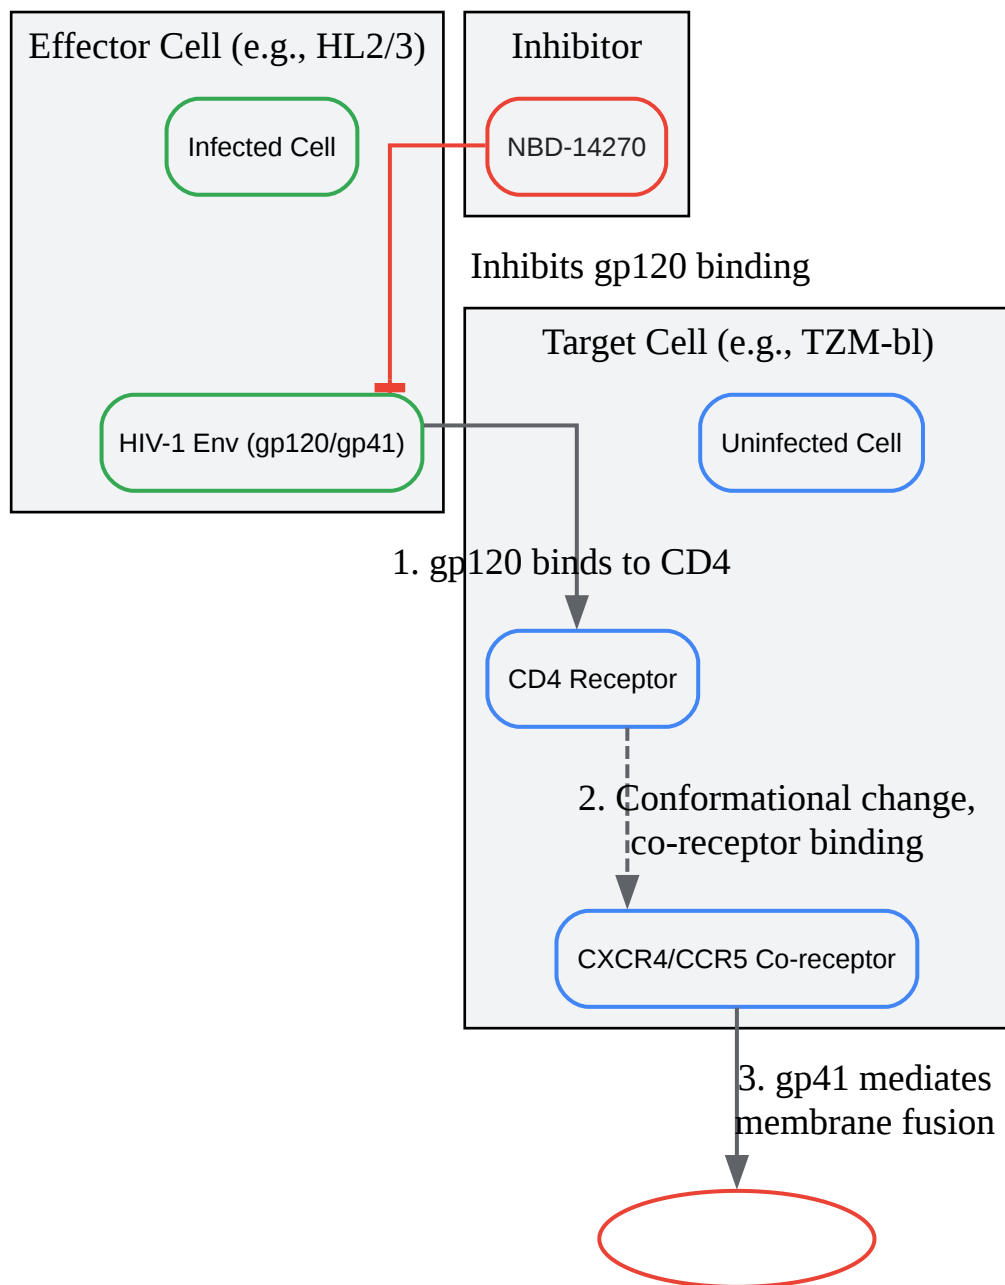 Effector Cell (e.g., HL2/3)
Inhibitor
Infected Cell
NBD-14270
Inhibits gp120 binding
Target Cell (e.g., TZM-bl)
HIV-1 Env (gp120/gp41)
Uninfected Cell
1. gp120 binds to CD4
CD4 Receptor
2. Conformational change,
co-receptor binding
CXCR4/CCR5 Co-receptor
3. gp41 mediates
membrane fusion